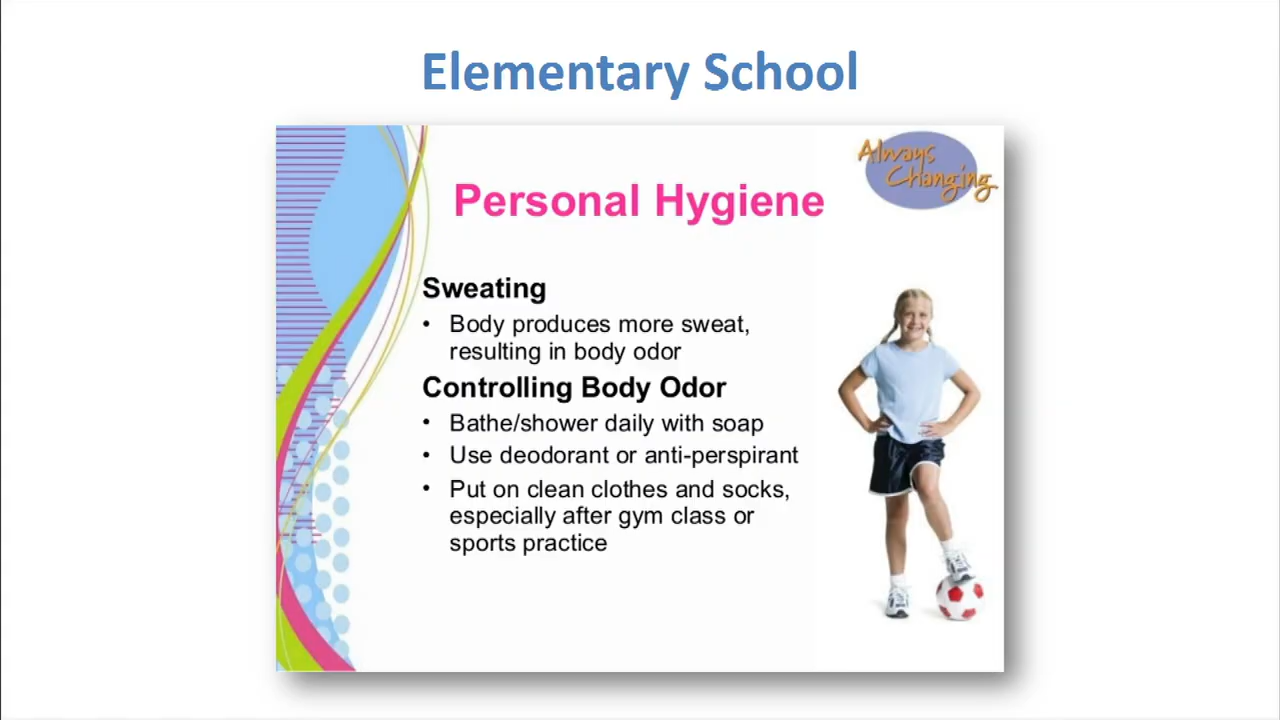 Elementary School
Always
Changing
Personal Hygiene
Sweating
• Body produces more sweat,
resulting in body odor
Controlling Body Odor
• Bathe/shower daily with soap
• Use deodorant or anti-perspirant
• Put on clean clothes and socks,
especially after gym class or
sports practice